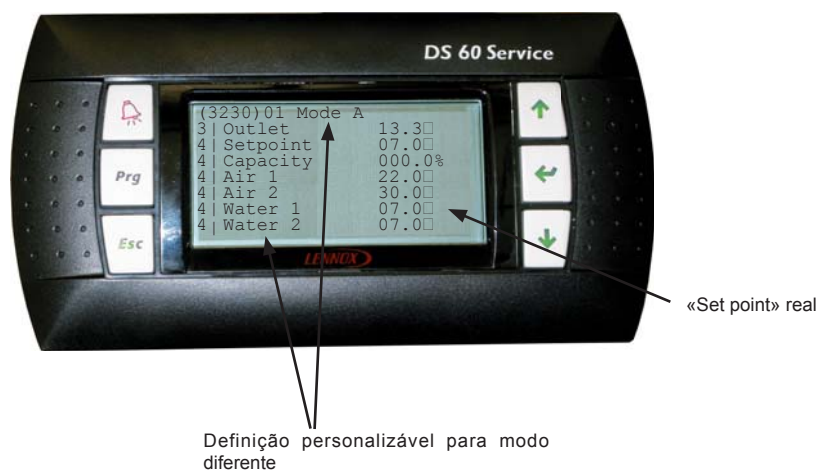 DS 60 Service
(3230)01 Mode A
3|Outlet 13.3□
4|Setpoint 07.0□
4|Capacity 000.0%
4|Air 1 22.0□
4|Air 2 30.0□
4|Water 1 07.0□
4|Water 2 07.0□
Prg
Esc
LENNOX
«Set point» real
Definição personalizável para modo
diferente